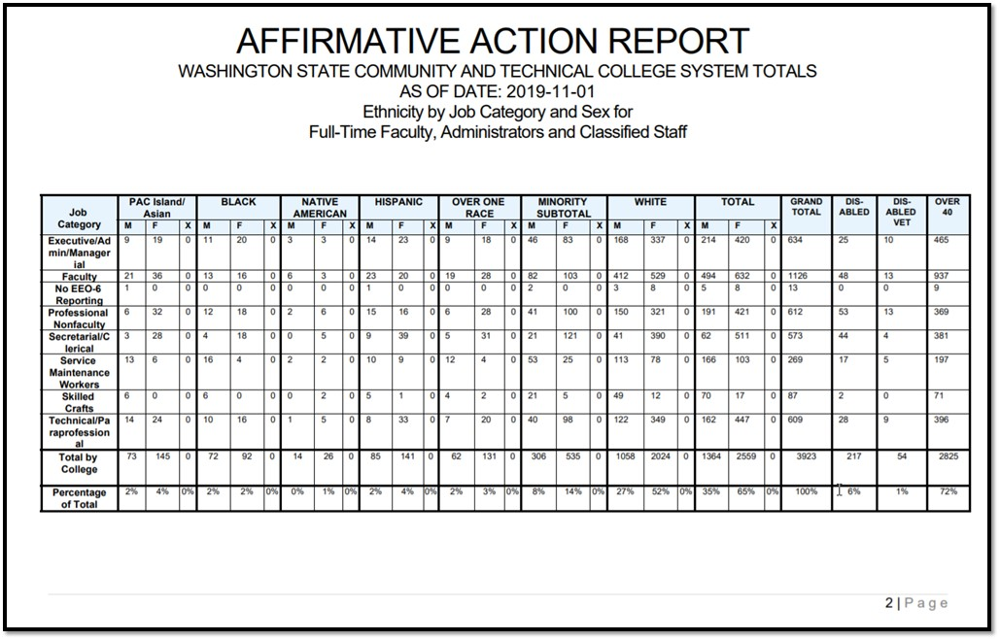 AFFIRMATIVE ACTION REPORT
WASHINGTON STATE COMMUNITY AND TECHNICAL COLLEGE SYSTEM TOTALS
AS OF DATE: 2019-11-01
Ethnicity by Job Category and Sex for
Full-Time Faculty, Administrators and Classified Staff
Job Category | PAC Island/ Asian | BLACK | NATIVE AMERICAN | HISPANIC | OVER ONE RACE | MINORITY SUBTOTAL | WHITE | TOTAL | GRAND TOTAL | DIS-ABLED | DIS-ABLED VET | OVER 40
M F X M F X M F X M F X M F X M F X M F X M F X
Executive/Admin/Managerial 9 19 0 11 20 0 3 3 0 14 23 0 9 18 0 46 83 0 168 337 0 214 420 0 634 25 10 465
Faculty 21 36 0 13 16 0 6 3 0 23 20 0 19 28 0 82 103 0 412 529 0 494 632 0 1126 48 13 937
No EEO-6 Reporting 1 0 0 0 0 0 0 0 0 0 0 0 1 0 0 2 0 0 3 8 0 5 8 0 13 0 0 9
Professional Nonfaculty 6 32 0 12 18 0 2 6 0 15 16 0 6 28 0 41 100 0 150 321 0 191 421 0 612 53 13 369
Secretarial/Clerical 3 28 0 4 18 0 0 5 0 9 39 0 5 31 0 21 121 0 41 390 0 62 511 0 573 44 4 381
Service Maintenance Workers 13 6 0 16 4 0 2 2 0 10 9 0 12 4 0 53 25 0 113 78 0 166 103 0 269 17 5 197
Skilled Crafts 6 0 0 6 0 0 0 2 0 5 1 0 4 2 0 21 5 0 49 12 0 70 17 0 87 2 0 71
Technical/Paraprofessional 14 24 0 10 16 0 1 5 0 8 33 0 7 20 0 40 98 0 122 349 0 162 447 0 609 28 9 396
Total by College 73 145 0 72 92 0 14 26 0 85 141 0 62 131 0 306 535 0 1058 2024 0 1364 2559 0 3923 217 54 2825
Percentage of Total 2% 4% 0% 2% 2% 0% 0% 1% 0% 2% 4% 0% 2% 3% 0% 8% 14% 0% 27% 52% 0% 35% 65% 0% 100% 6% 1% 72%
2 | Page